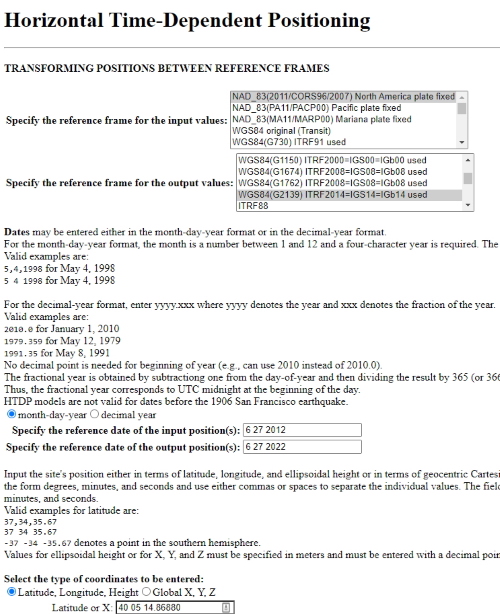 Horizontal Time-Dependent Positioning
TRANSFORMING POSITIONS BETWEEN REFERENCE FRAMES
Specify the reference frame for the input values:
NAD_83(2011/CORS96/2007) North America plate fixed
NAD_83(PA11/PACP00) Pacific plate fixed
NAD_83(MA11/MARP00) Mariana plate fixed
WGS84 original (Transit)
WGS84(G730) ITRF91 used
Specify the reference frame for the output values:
WGS84(G1150) ITRF2000=IGS00=IGb00 used
WGS84(G1674) ITRF2008=IGS08=IGb08 used
WGS84(G1762) ITRF2008=IGS08=IGb08 used
WGS84(G2139) ITRF2014=IGS14=IGb14 used
ITRF88
Dates may be entered either in the month-day-year format or in the decimal-year format.
For the month-day-year format, the month is a number between 1 and 12 and a four-character year is required. The
Valid examples are:
5,4,1998 for May 4, 1998
5 4 1998 for May 4, 1998
For the decimal-year format, enter yyyy.xxx where yyyy denotes the year and xxx denotes the fraction of the year.
Valid examples are:
2010.0 for January 1, 2010
1979.359 for May 12, 1979
1991.35 for May 8, 1991
No decimal point is needed for beginning of year (e.g., can use 2010 instead of 2010.0).
The fractional year is obtained by subtractiong one from the day-of-year and then dividing the result by 365 (or 366
Thus, the fractional year corresponds to UTC midnight at the beginning of the day.
HTDP models are not valid for dates before the 1906 San Francisco earthquake.
month-day-year decimal year
Specify the reference date of the input position(s): 6 27 2012
Specify the reference date of the output position(s): 6 27 2022
Input the site's position either in terms of latitude, longitude, and ellipsoidal height or in terms of geocentric Cartesi
the form degrees, minutes, and seconds and use either commas or spaces to separate the individual values. The fiel
minutes, and seconds.
Valid examples for latitude are:
37,34,35.67
37 34 35.67
-37 -34 -35.67 denotes a point in the southern hemisphere.
Values for ellipsoidal height or for X, Y, and Z must be specified in meters and must be entered with a decimal poin
Select the type of coordinates to be entered:
Latitude, Longitude, Height Global X, Y, Z
Latitude or X: 40 05 14.86880